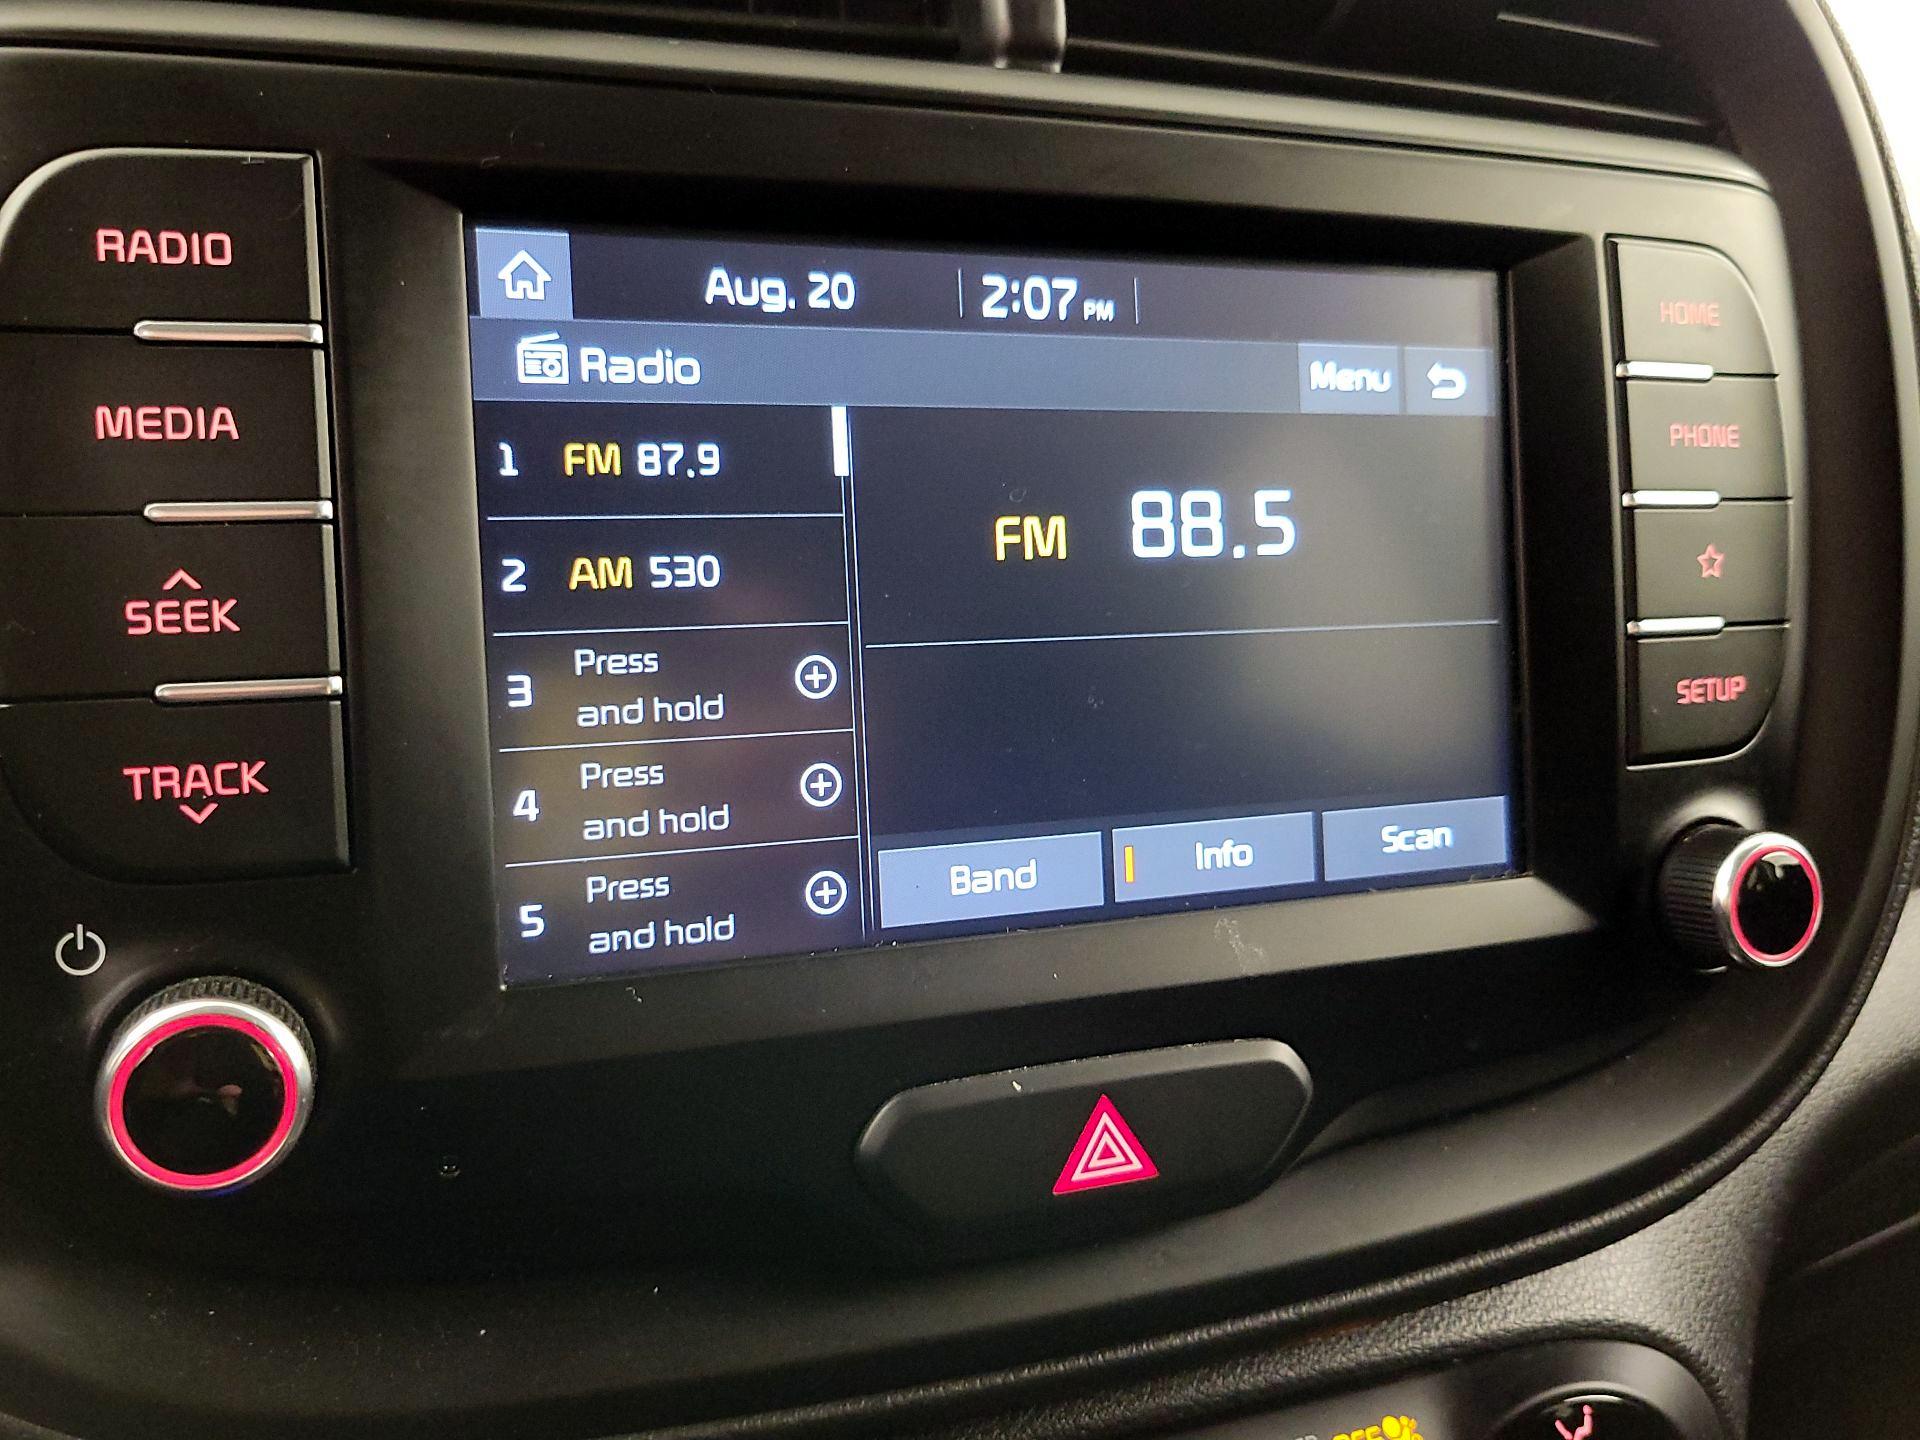 RADIO
MEDIA
SEEK
TRACK
Aug. 20
2:07 PM
Radio
Menu
1 FM 87.9
2 AM 530
3 Press
and hold
4 Press
and hold
5 Press
and hold
FM 88.5
Band
Info
Scan
HOME
PHONE
SETUP